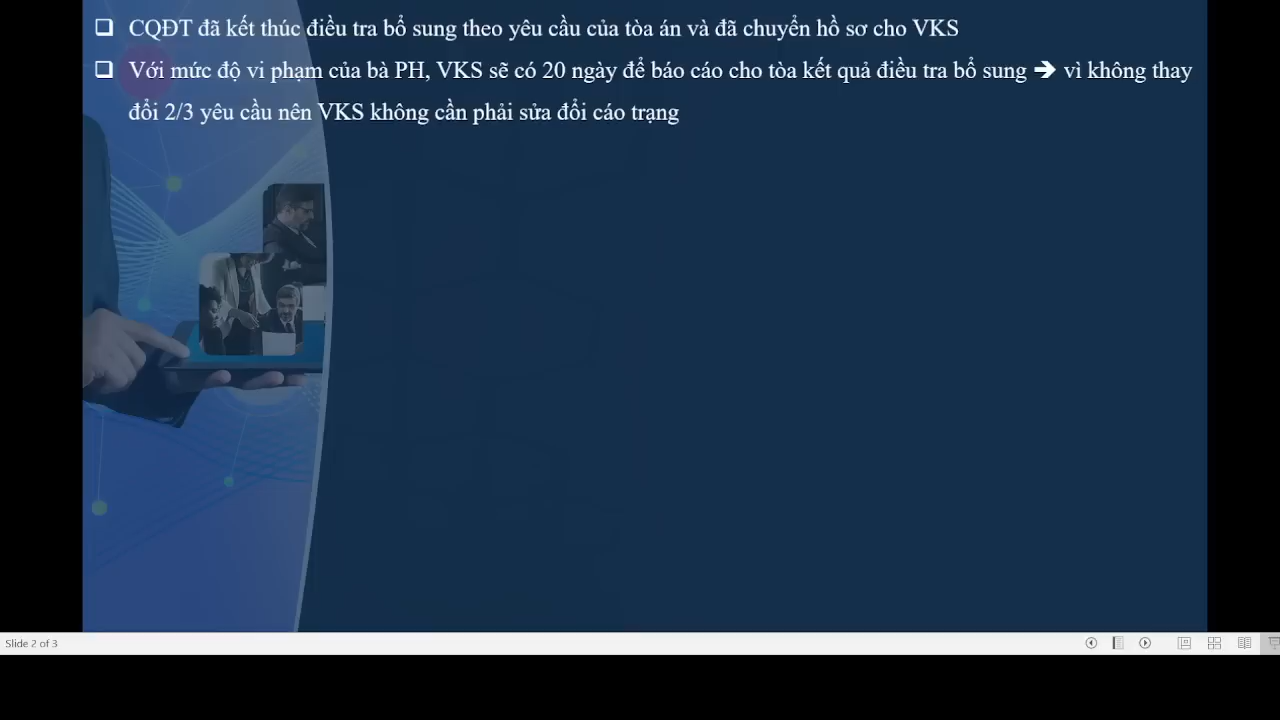 ❑ CQĐT đã kết thúc điều tra bổ sung theo yêu cầu của tòa án và đã chuyển hồ sơ cho VKS
❑ Với mức độ vi phạm của bà PH, VKS sẽ có 20 ngày để báo cáo cho tòa kết quả điều tra bổ sung ➔ vì không thay
đổi 2/3 yêu cầu nên VKS không cần phải sửa đổi cáo trạng
Slide 2 of 3